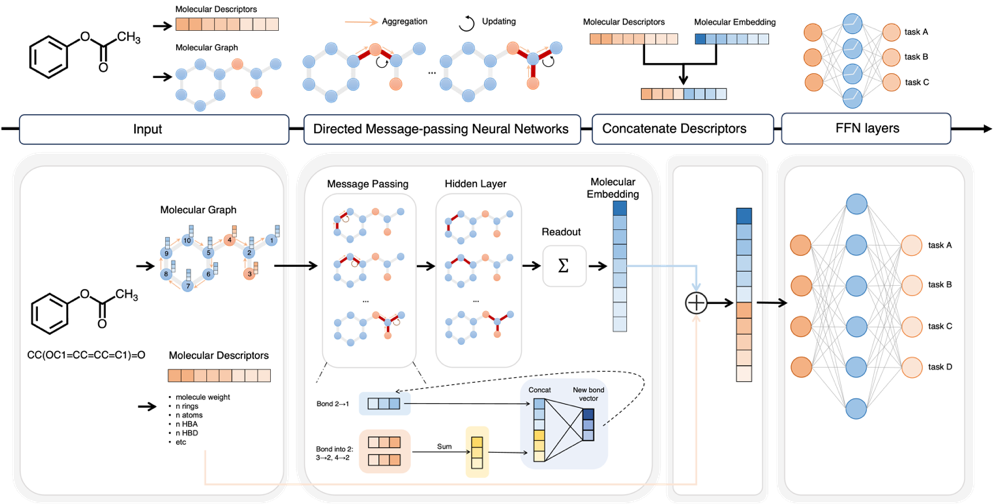 Molecular Descriptors
Molecular Graph
O
CH3
O
Aggregation
Updating
...
Molecular Descriptors
Molecular Embedding
task A
task B
task C
Input
Directed Message-passing Neural Networks
Concatenate Descriptors
FFN layers
Molecular Graph
1
2
3
4
5
6
7
8
9
10
O
CH3
O
CC(OC1=CC=CC=C1)=O
Molecular Descriptors
• molecule weight
• n rings
• n atoms
• n HBA
• n HBD
• etc
Message Passing
...
Hidden Layer
...
Readout
Σ
Molecular
Embedding
Bond 2→1
Bond into 2:
3→2, 4→2
Sum
Concat
New bond
vector
+
task A
task B
task C
task D